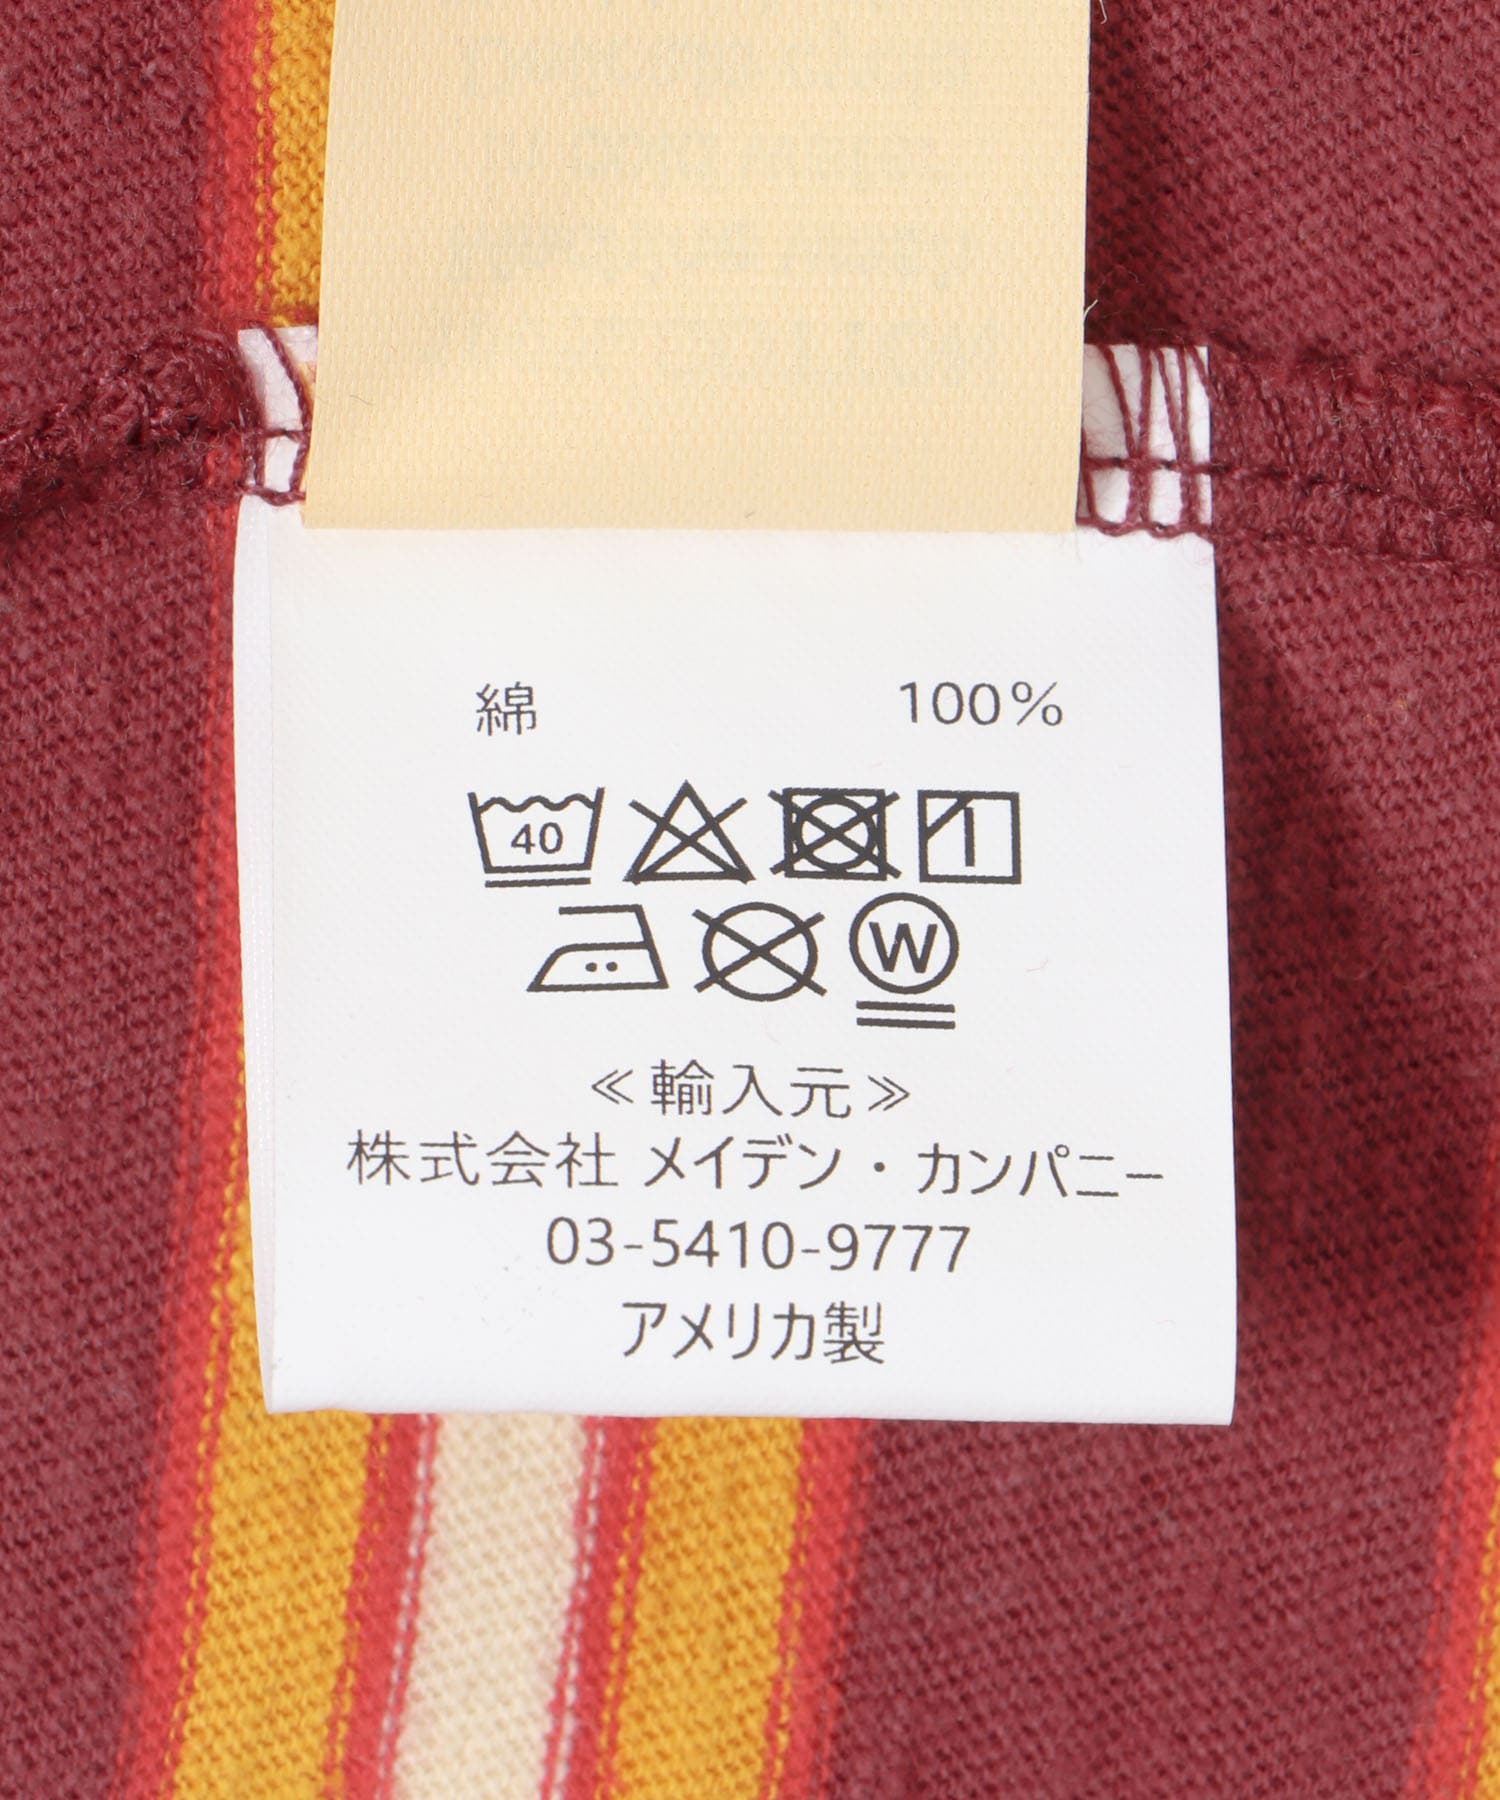 綿 100%
40
W
≪輸入元≫
株式会社 メイデン・カンパニー
03-5410-9777
アメリカ製